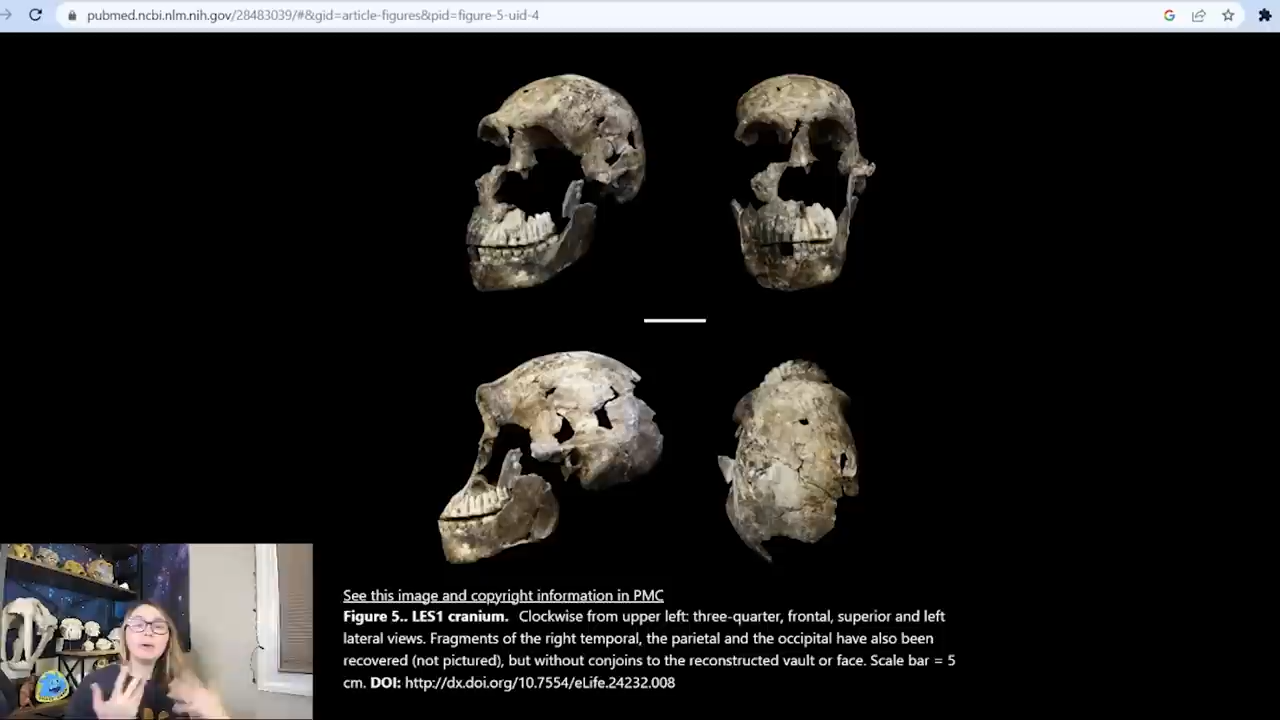 pubmed.ncbi.nlm.nih.gov/28483039/#&gid=article-figures&pid=figure-5-uid-4
See this image and copyright information in PMC
Figure 5.. LES1 cranium. Clockwise from upper left: three-quarter, frontal, superior and left
lateral views. Fragments of the right temporal, the parietal and the occipital have also been
recovered (not pictured), but without conjoins to the reconstructed vault or face. Scale bar = 5
cm. DOI: http://dx.doi.org/10.7554/eLife.24232.008